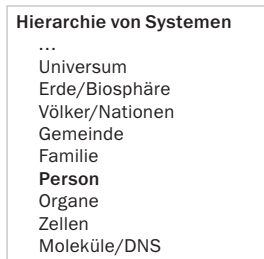 Hierarchie von Systemen
...
Universum
Erde/Biosphäre
Völker/Nationen
Gemeinde
Familie
Person
Organe
Zellen
Moleküle/DNS